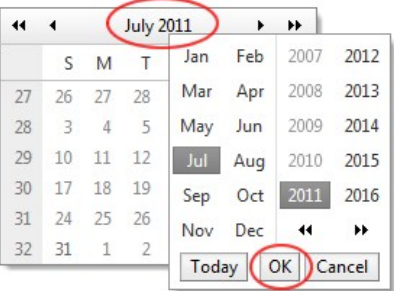 July 2011
S M T
27 26 27 28
28 3 4 5
29 10 11 12
30 17 18 19
31 24 25 26
32 31 1 2
Jan Feb 2007 2012
Mar Apr 2008 2013
May Jun 2009 2014
Jul Aug 2010 2015
Sep Oct 2011 2016
Nov Dec
Today OK Cancel